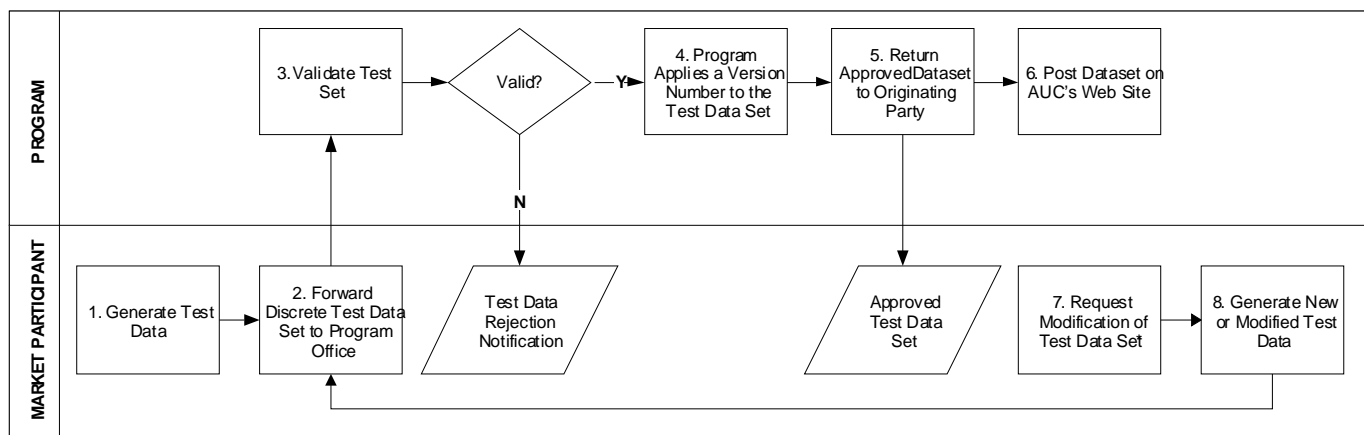 PROGRAM
3. Validate Test
Set
Valid?
Y
N
4. Program
Applies a Version
Number to the
Test Data Set
5. Return
ApprovedDataset
to Originating
Party
6. Post Dataset on
AUC's Web Site
MARKET PARTICIPANT
1. Generate Test
Data
2. Forward
Discrete Test Data
Set to Program
Office
Test Data
Rejection
Notification
Approved
Test Data
Set
7. Request
Modification of
Test Data Set*
8. Generate New
or Modified Test
Data